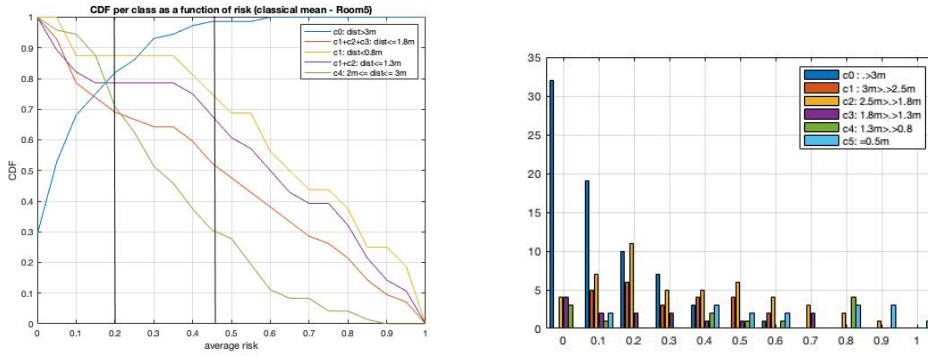 CDF per class as a function of risk (classical mean - Room5)
c0: dist>3m
c1+c2+c3: dist<=1.8m
c1: dist<0.8m
c1+c2: dist<=1.3m
c4: 2m<= dist<= 3m
CDF
1
0.9
0.8
0.7
0.6
0.5
0.4
0.3
0.2
0.1
0
0 0.1 0.2 0.3 0.4 0.5 0.6 0.7 0.8 0.9 1
average risk
c0 : .>3m
c1 : 3m>.>2.5m
c2: 2.5m>.>1.8m
c3: 1.8m>.>1.3m
c4: 1.3m>.>0.8
c5: =0.5m
35
30
25
20
15
10
5
0
0 0.1 0.2 0.3 0.4 0.5 0.6 0.7 0.8 0.9 1